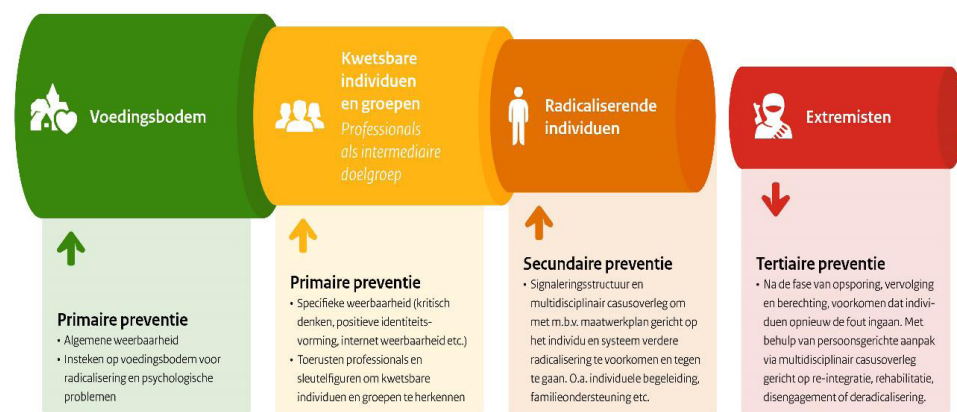 Voedingsbodem
Kwetsbare
individuen
en groepen
Professionals
als intermediaire
doelgroep
Radicaliserende
individuen
Extremisten
Primaire preventie
• Algemene weerbaarheid
• Insteken op voedingsbodem voor
radicalisering en psychologische
problemen
Primaire preventie
• Specifieke weerbaarheid (kritisch
denken, positieve identiteits-
vorming, internet weerbaarheid etc.)
• Toerusten professionals en
sleutelfiguren om kwetsbare
individuen en groepen te herkennen
Secundaire preventie
• Signaleringsstructuur en
multidisciplinair casusoverleg om
met m.b.v. maatwerkplan gericht op
het individu en systeem verdere
radicalisering te voorkomen en tegen
te gaan. O.a. individuele begeleiding,
familieondersteuning etc.
Tertiaire preventie
• Na de fase van opsporing, vervolging
en berechting, voorkomen dat indivi-
duen opnieuw de fout ingaan. Met
behulp van persoonsgerichte aanpak
via multidisciplinair casusoverleg
gericht op re-integratie, rehabilitatie,
disengagement of deradicalisering.